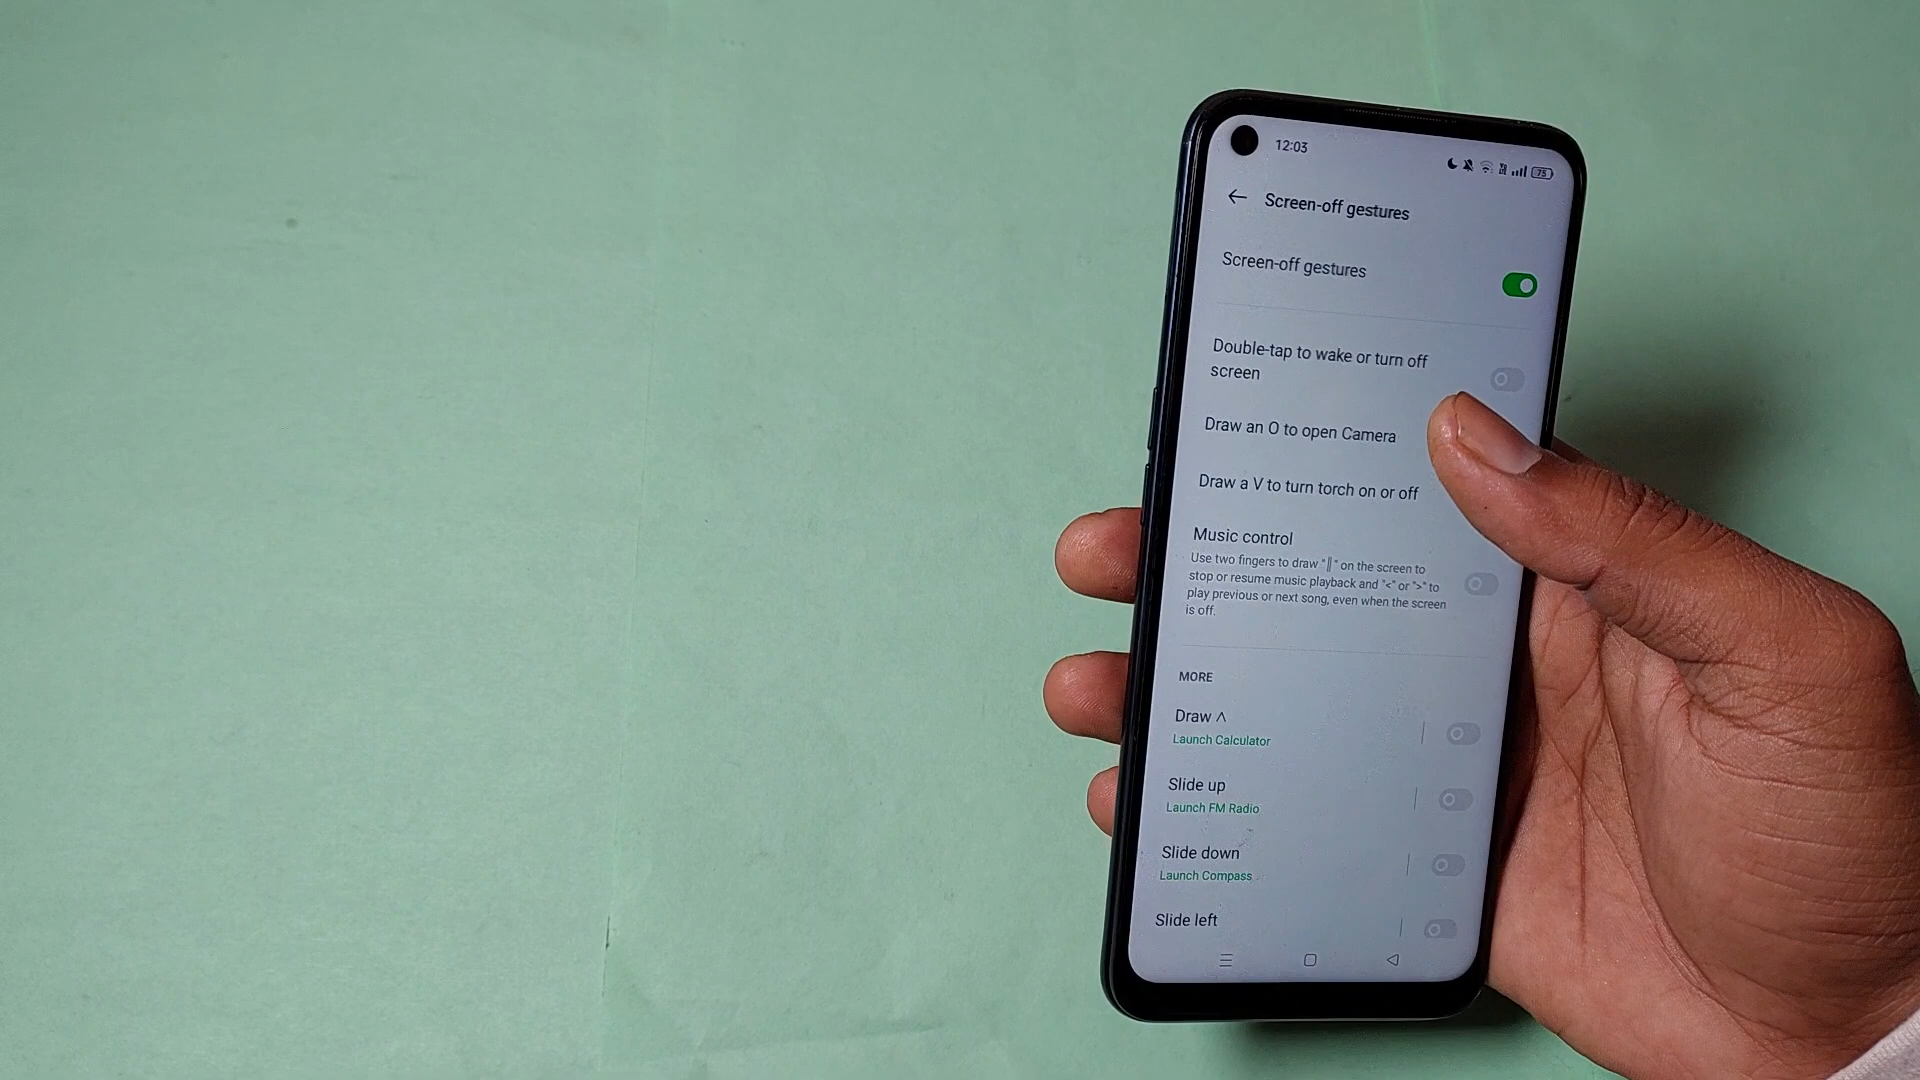 12:03
75
Screen-off gestures
Screen-off gestures
Double-tap to wake or turn off
screen
Draw an O to open Camera
Draw a V to turn torch on or off
Music control
Use two fingers to draw "||" on the screen to
stop or resume music playback and "<" or ">" to
play previous or next song, even when the screen
is off.
MORE
Draw ∧
Launch Calculator
Slide up
Launch FM Radio
Slide down
Launch Compass
Slide left